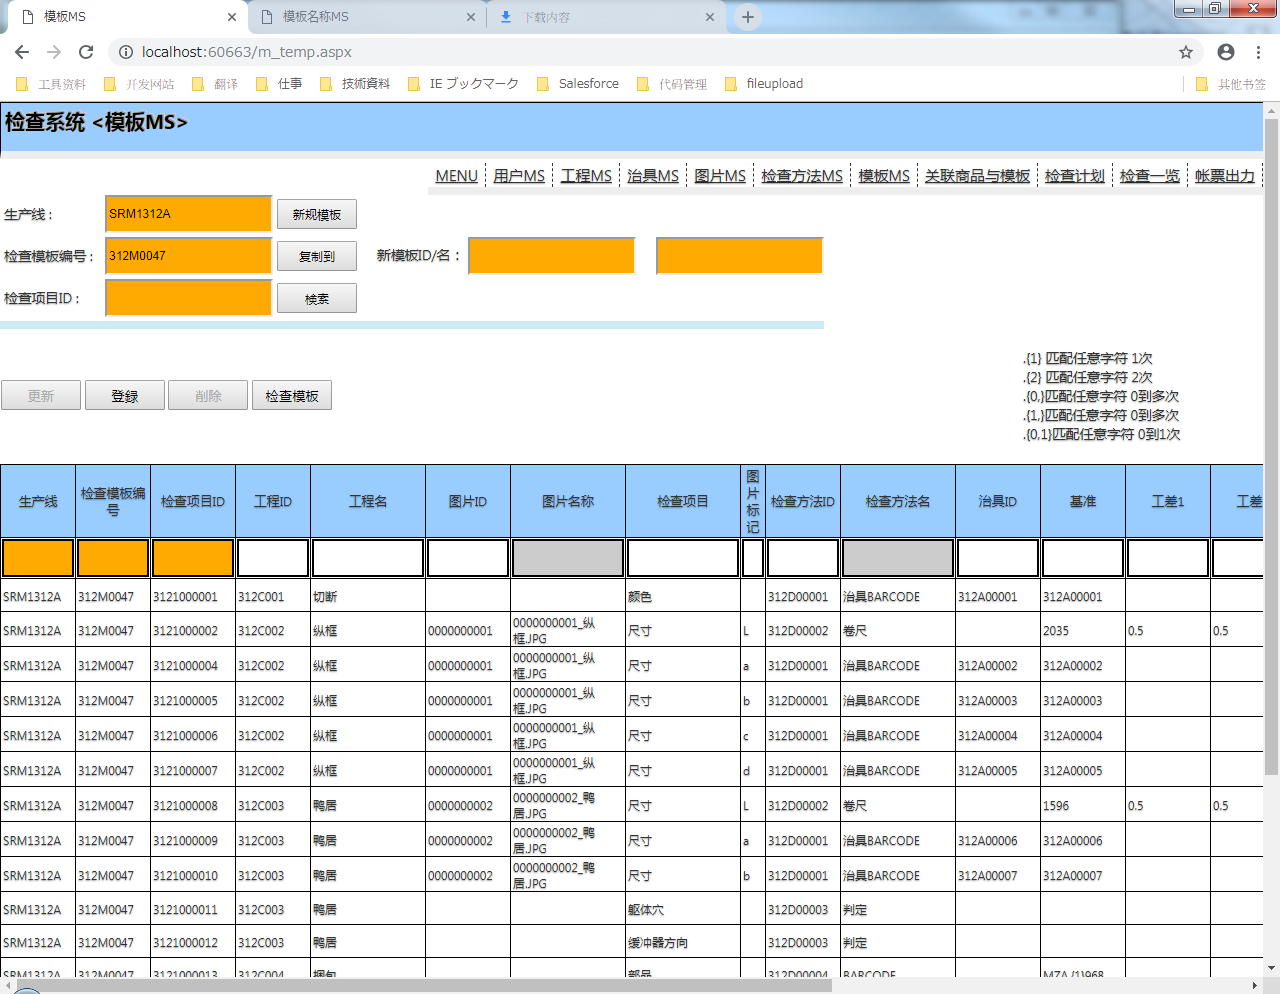 模板MS
模板名称MS
下载内容
localhost:60663/m_temp.aspx
工具资料 开发网站 翻译 仕事 技術資料 IE ブックマーク Salesforce 代码管理 fileupload 其他书签
检查系统 <模板MS>
MENU 用户MS 工程MS 治具MS 图片MS 检查方法MS 模板MS 关联商品与模板 检查计划 检查一览 帐票出力
生产线： SRM1312A 新规模板
检查模板编号： 312M0047 复制到 新模板ID/名：
检查项目ID： 検索
.{1} 匹配任意字符 1次
.{2} 匹配任意字符 2次
.{0,}匹配任意字符 0到多次
.{1,}匹配任意字符 0到多次
.{0,1}匹配任意字符 0到1次
更新 登録 削除 检查模板
生产线 检查模板编号 检查项目ID 工程ID 工程名 图片ID 图片名称 检查项目 图片标记 检查方法ID 检查方法名 治具ID 基准 工差1 工差
SRM1312A 312M0047 3121000001 312C001 切断 颜色 312D00001 治具BARCODE 312A00001 312A00001
SRM1312A 312M0047 3121000002 312C002 纵框 0000000001 0000000001_纵框.JPG 尺寸 L 312D00002 卷尺 2035 0.5 0.5
SRM1312A 312M0047 3121000004 312C002 纵框 0000000001 0000000001_纵框.JPG 尺寸 a 312D00001 治具BARCODE 312A00002 312A00002
SRM1312A 312M0047 3121000005 312C002 纵框 0000000001 0000000001_纵框.JPG 尺寸 b 312D00001 治具BARCODE 312A00003 312A00003
SRM1312A 312M0047 3121000006 312C002 纵框 0000000001 0000000001_纵框.JPG 尺寸 c 312D00001 治具BARCODE 312A00004 312A00004
SRM1312A 312M0047 3121000007 312C002 纵框 0000000001 0000000001_纵框.JPG 尺寸 d 312D00001 治具BARCODE 312A00005 312A00005
SRM1312A 312M0047 3121000008 312C003 鸭居 0000000002 0000000002_鸭居.JPG 尺寸 L 312D00002 卷尺 1596 0.5 0.5
SRM1312A 312M0047 3121000009 312C003 鸭居 0000000002 0000000002_鸭居.JPG 尺寸 a 312D00001 治具BARCODE 312A00006 312A00006
SRM1312A 312M0047 3121000010 312C003 鸭居 0000000002 0000000002_鸭居.JPG 尺寸 b 312D00001 治具BARCODE 312A00007 312A00007
SRM1312A 312M0047 3121000011 312C003 鸭居 躯体穴 312D00003 判定
SRM1312A 312M0047 3121000012 312C003 鸭居 缓冲器方向 312D00003 判定
SRM1312A 312M0047 3121000013 312C004 捆包 部品 312D00004 BARCODE MZA.{1}968